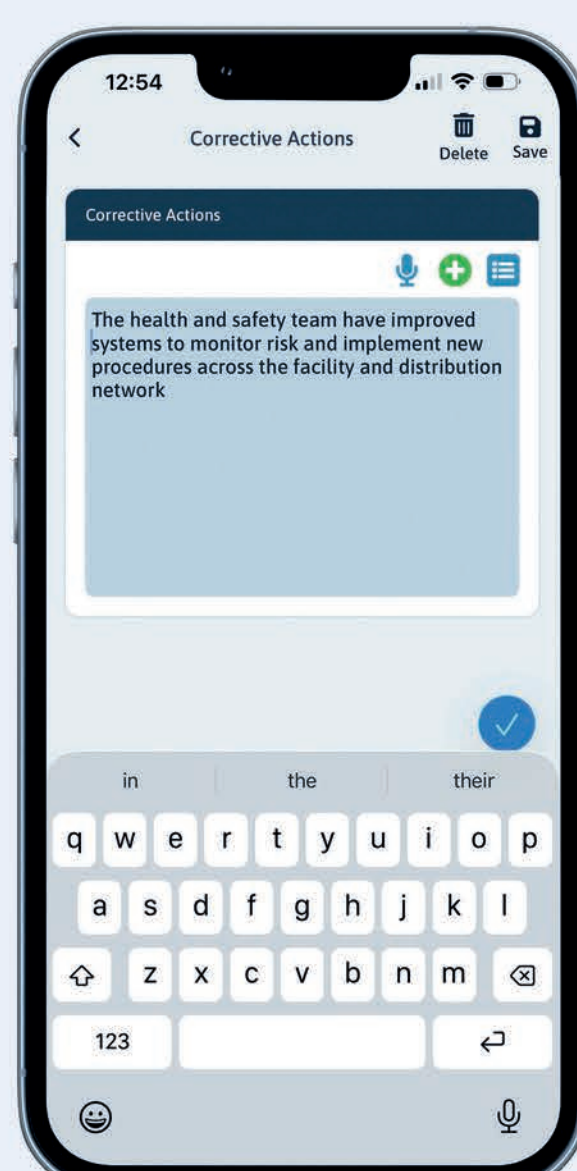 12:54
Corrective Actions
Delete
Save
Corrective Actions
The health and safety team have improved
systems to monitor risk and implement new
procedures across the facility and distribution
network
in the their
q w e r t y u i o p
a s d f g h j k l
z x c v b n m
123